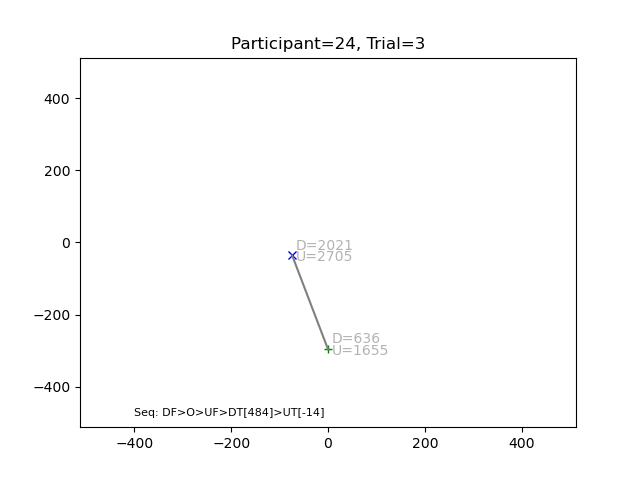 Participant=24, Trial=3
400
200
0
−200
−400
D=2021
U=2705
D=636
U=1655
Seq: DF>O>UF>DT[484]>UT[-14]
−400
−200
0
200
400